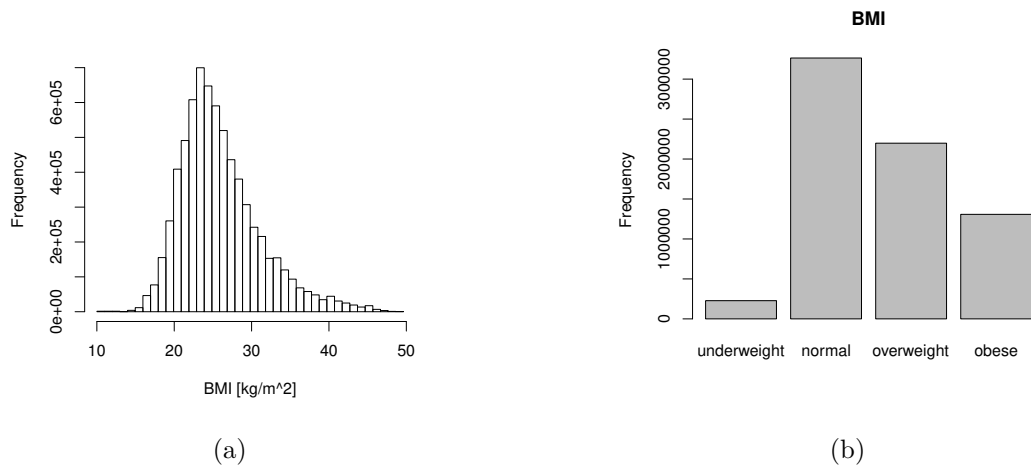 Frequency
0e+00 2e+05 4e+05 6e+05
10 20 30 40 50
BMI [kg/m^2]
(a)
BMI
Frequency
0 1000000 2000000 3000000
underweight normal overweight obese
(b)